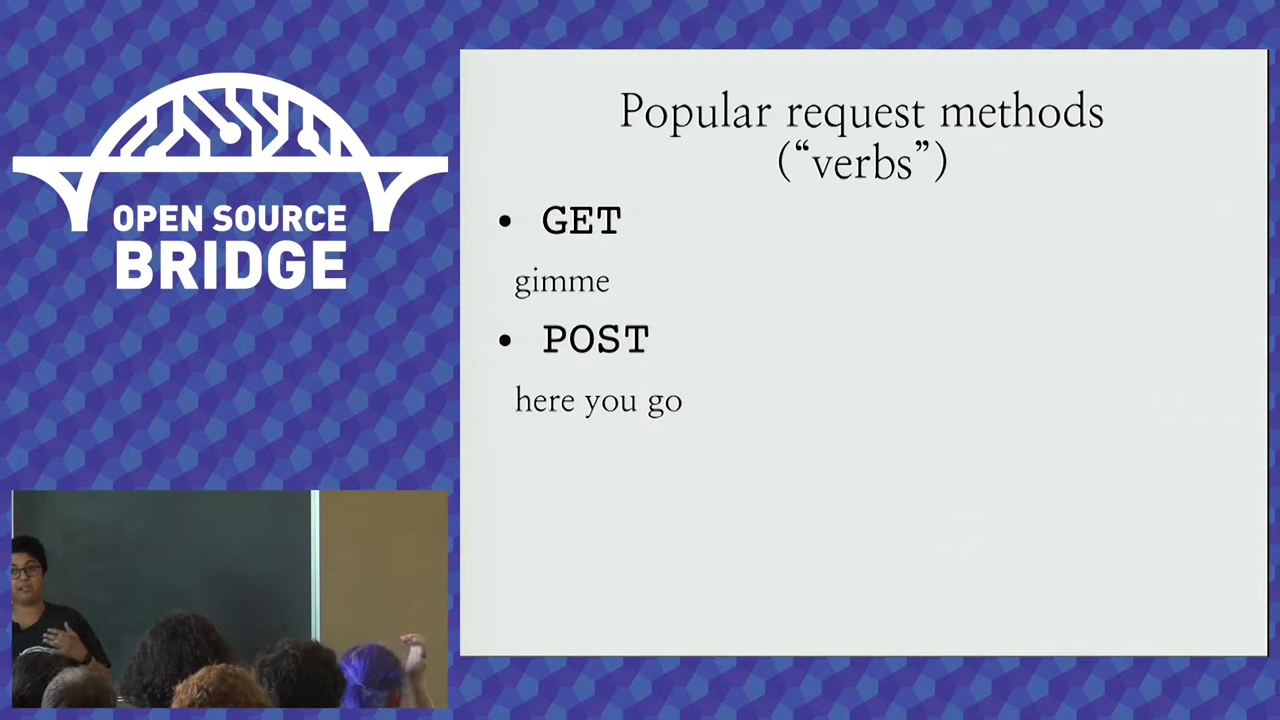 OPEN SOURCE
BRIDGE
Popular request methods
(“verbs”)
• GET
gimme
• POST
here you go